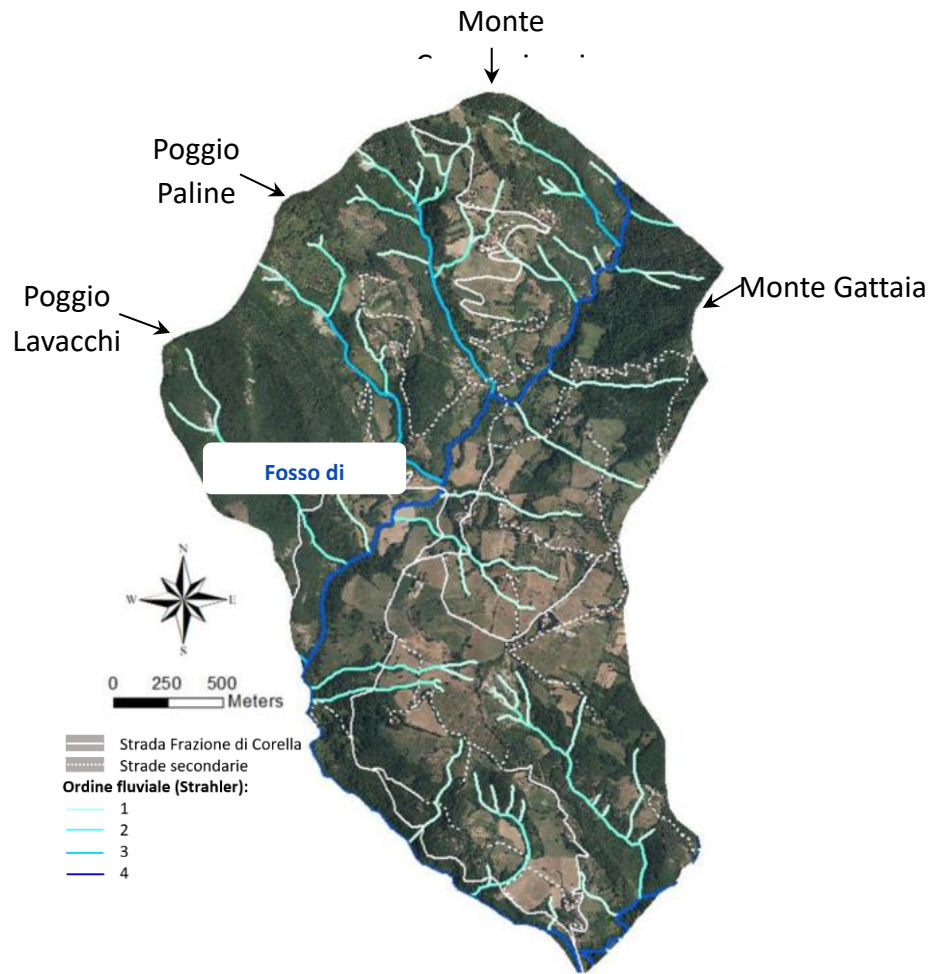 Monte
Poggio
Paline
Poggio
Lavacchi
Monte Gattaia
Fosso di
N
W
E
S
0 250 500
Meters
Strada Frazione di Corella
Strade secondarie
Ordine fluviale (Strahler):
1
2
3
4